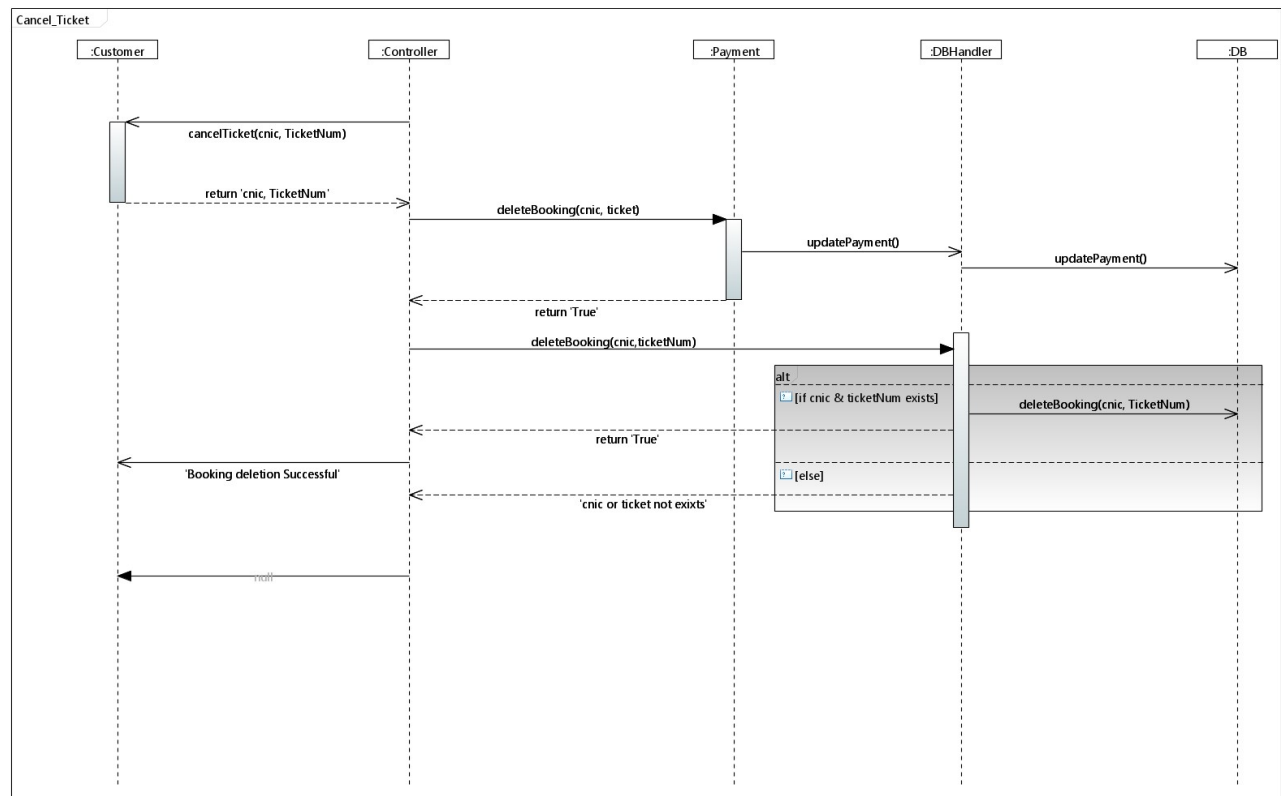 Cancel_Ticket
:Customer
:Controller
:Payment
:DBHandler
:DB
cancelTicket(cnic, TicketNum)
return 'cnic, TicketNum'
deleteBooking(cnic, ticket)
updatePayment()
updatePayment()
return 'True'
deleteBooking(cnic,ticketNum)
alt
[if cnic & ticketNum exists]
deleteBooking(cnic, TicketNum)
return 'True'
'Booking deletion Successful'
[else]
'cnic or ticket not exixts'
null